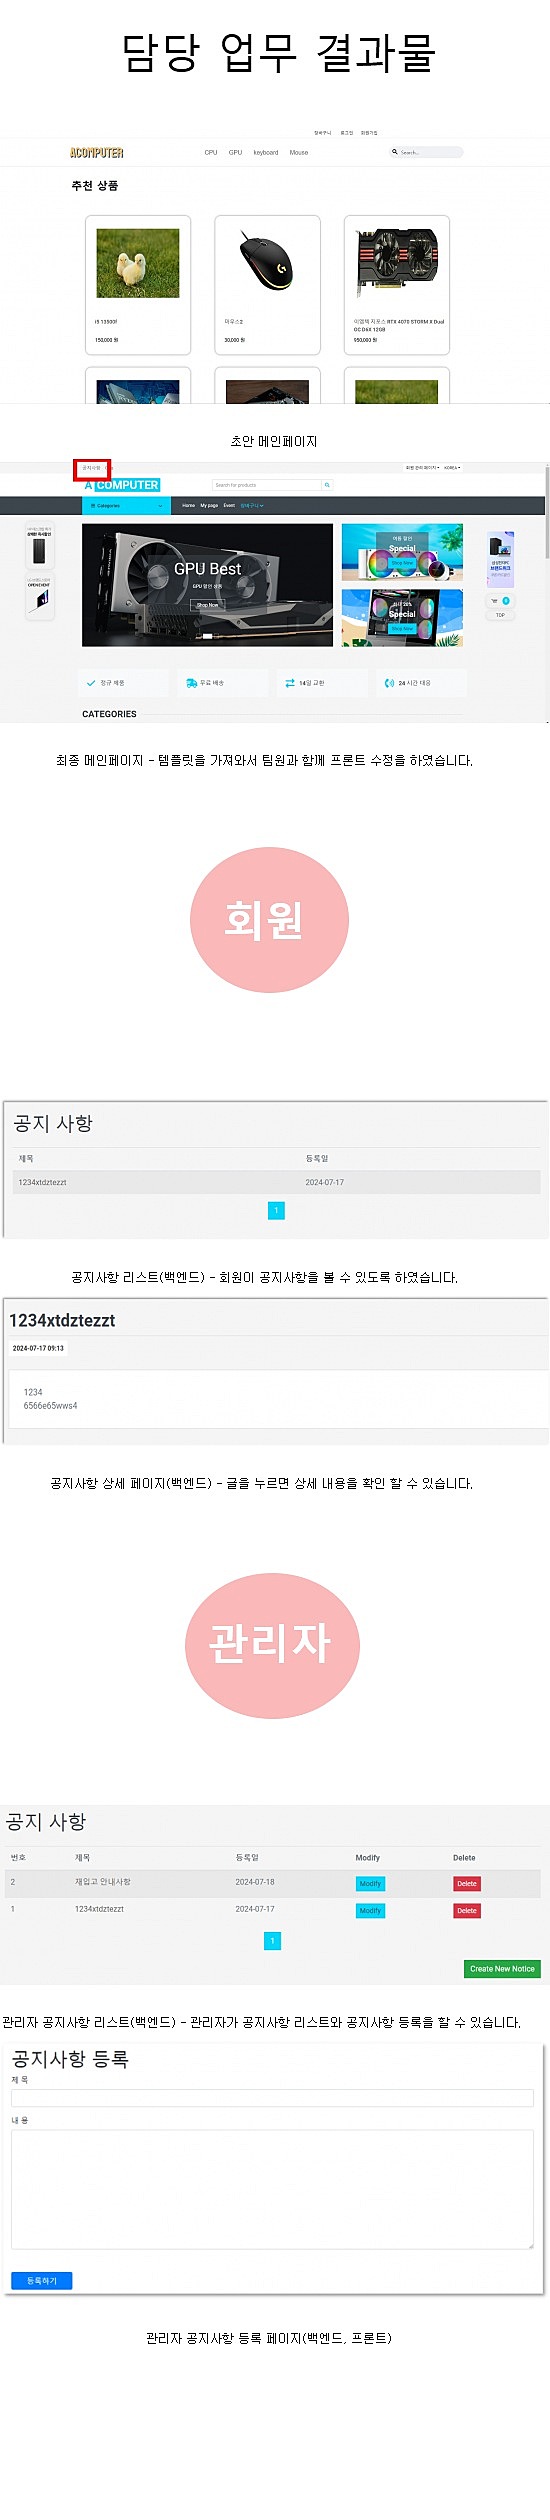 담당 업무 결과물
장바구니 로그인 회원가입
ACOMPUTER
CPU GPU keyboard Mouse
Search...
추천 상품
i5 13500f
150,000 원
마우스2
30,000 원
이엠텍 지포스 RTX 4070 STORM X Dual
OC D6X 12GB
950,000 원
초안 메인페이지
공지사항
회원 관리 페이지 KOREA
A COMPUTER
Search for products
Categories
Home My page Event 장바구니
OPEN EVENT
GPU Best
GPU 할인 상품
Shop Now
여름 할인
Special
Shop Now
Special
Shop Now
브랜드위크
TOP
정규 제품
무료 배송
14일 교환
24 시간 대응
CATEGORIES
최종 메인페이지 - 템플릿을 가져와서 팀원과 함께 프론트 수정을 하였습니다.
회원
공지 사항
제목 등록일
1234xtdztezzt 2024-07-17
1
공지사항 리스트(백엔드) - 회원이 공지사항을 볼 수 있도록 하였습니다.
1234xtdztezzt
2024-07-17 09:13
1234
6566e65wws4
공지사항 상세 페이지(백엔드) - 글을 누르면 상세 내용을 확인 할 수 있습니다.
관리자
공지 사항
번호 제목 등록일 Modify Delete
2 재입고 안내사항 2024-07-18 Modify Delete
1 1234xtdztezzt 2024-07-17 Modify Delete
1
Create New Notice
관리자 공지사항 리스트(백엔드) - 관리자가 공지사항 리스트와 공지사항 등록을 할 수 있습니다.
공지사항 등록
제 목
내 용
등록하기
관리자 공지사항 등록 페이지(백엔드, 프론트)